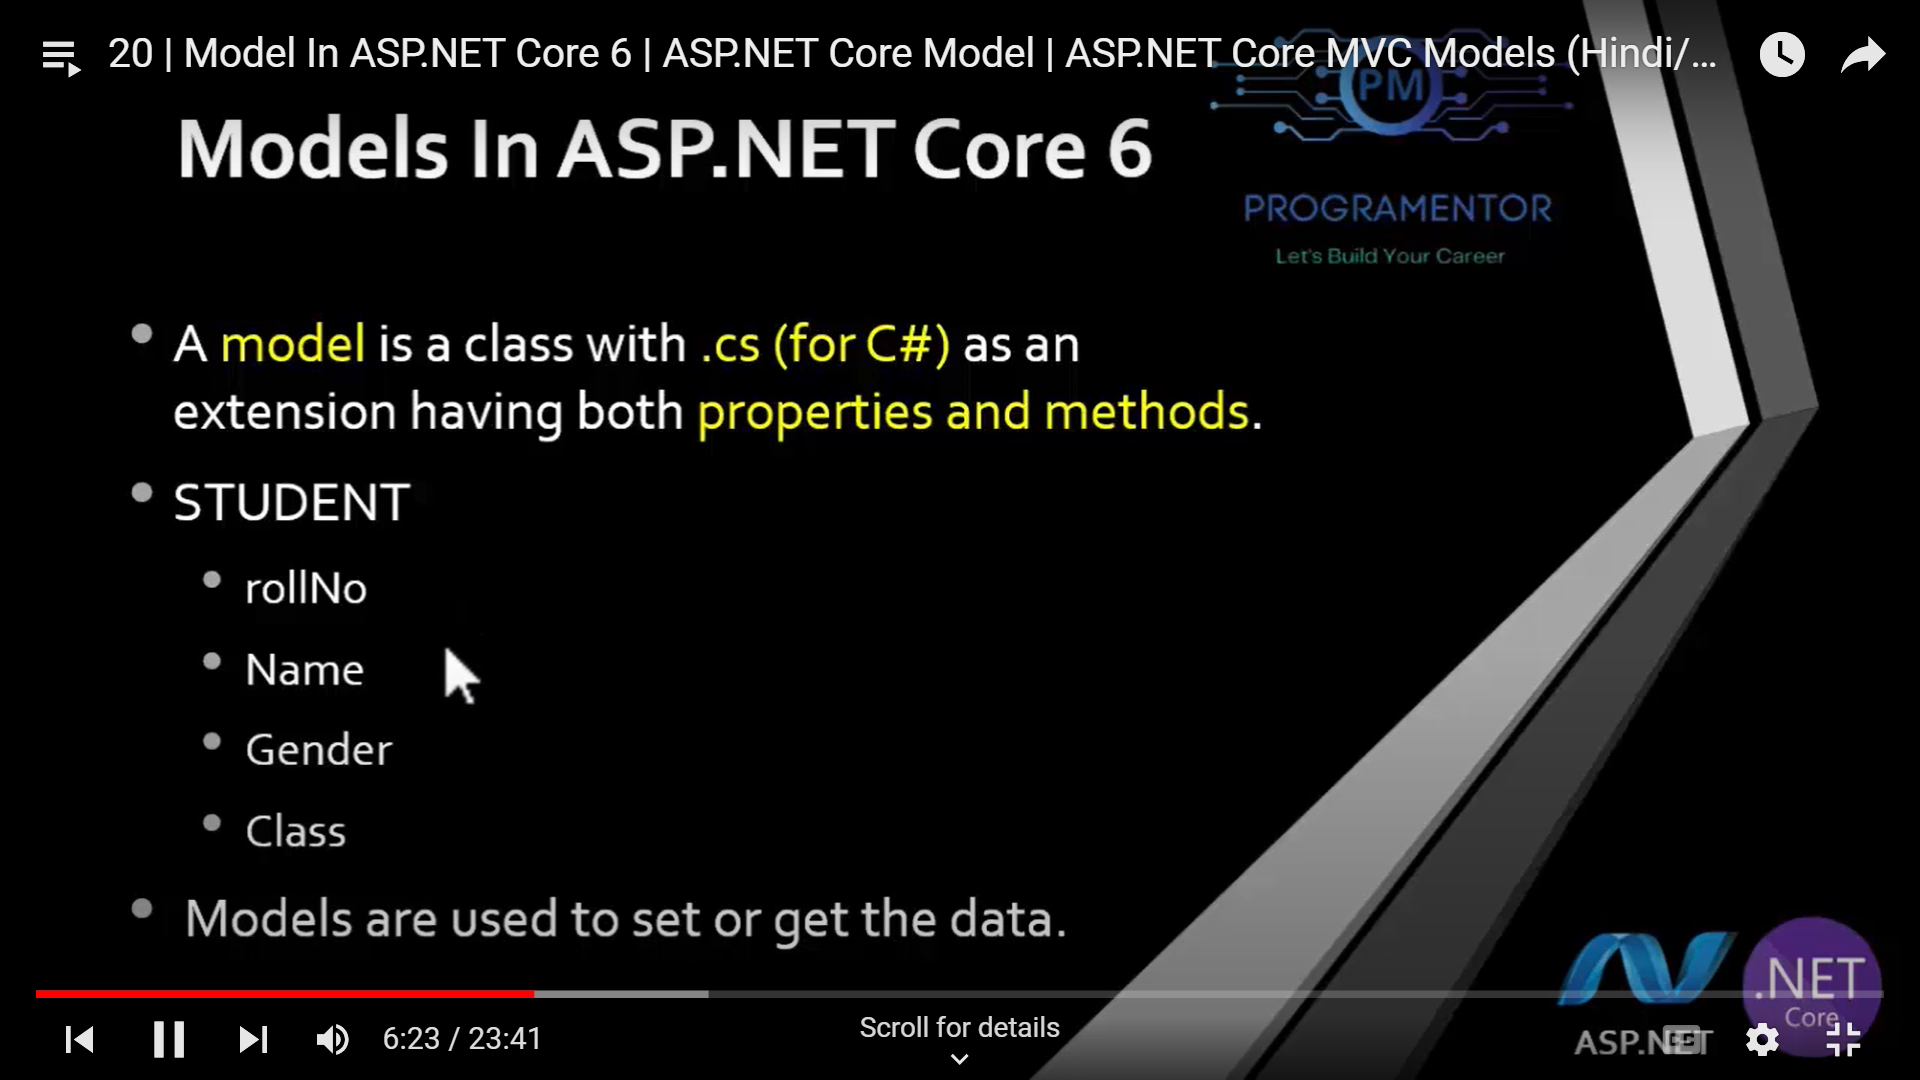 20 | Model In ASP.NET Core 6 | ASP.NET Core Model | ASP.NET Core MVC Models (Hindi/...
PM
Models In ASP.NET Core 6
PROGRAMENTOR
Let's Build Your Career
A model is a class with .cs (for C#) as an
extension having both properties and methods.
STUDENT
rollNo
Name
Gender
Class
Models are used to set or get the data.
.NET
Core
ASP.NET
6:23 / 23:41
Scroll for details